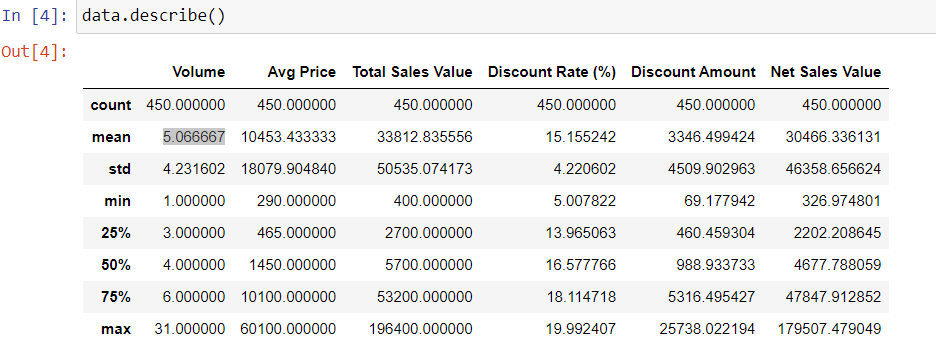 In [4]: data.describe()
Out[4]:
Volume Avg Price Total Sales Value Discount Rate (%) Discount Amount Net Sales Value
count 450.000000 450.000000 450.000000 450.000000 450.000000 450.000000
mean 5.066667 10453.433333 33812.835556 15.155242 3346.499424 30466.336131
std 4.231602 18079.904840 50535.074173 4.220602 4509.902963 46358.656624
min 1.000000 290.000000 400.000000 5.007822 69.177942 326.974801
25% 3.000000 465.000000 2700.000000 13.965063 460.459304 2202.208645
50% 4.000000 1450.000000 5700.000000 16.577766 988.933733 4677.788059
75% 6.000000 10100.000000 53200.000000 18.114718 5316.495427 47847.912852
max 31.000000 60100.000000 196400.000000 19.992407 25738.022194 179507.479049